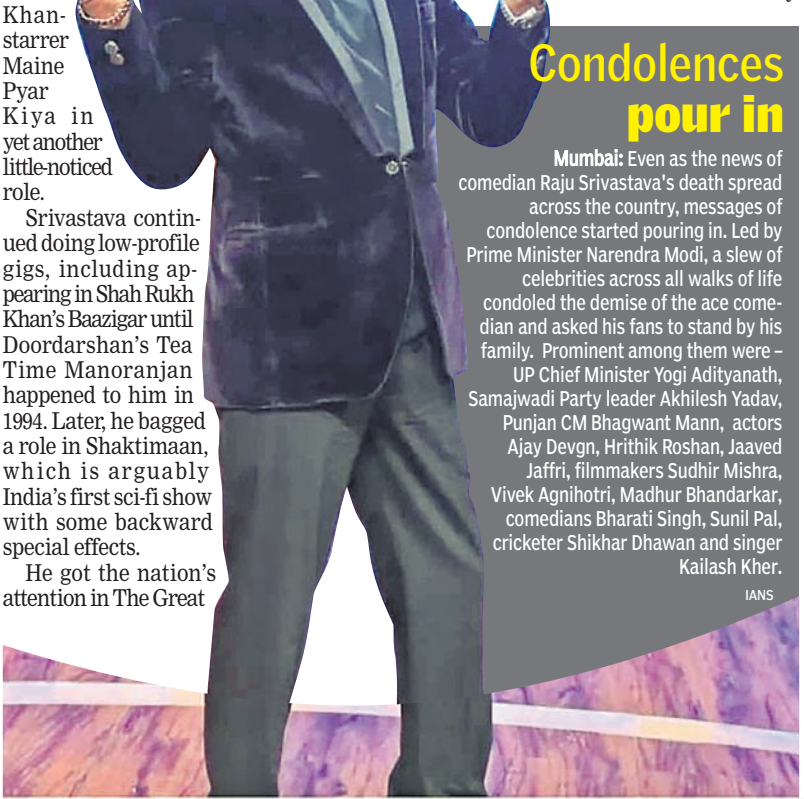 Khan-
starrer
Maine
Pyar
Kiya in
yet another
little-noticed
role.
Srivastava contin-
ued doing low-profile
gigs, including ap-
pearing in Shah Rukh
Khan's Baazigar until
Doordarshan's Tea
Time Manoranjan
happened to him in
1994. Later, he bagged
a role in Shaktimaan,
which is arguably
India's first sci-fi show
with some backward
special effects.
He got the nation's
attention in The Great
Condolences
pour in
Mumbai: Even as the news of
comedian Raju Srivastava's death spread
across the country, messages of
condolence started pouring in. Led by
Prime Minister Narendra Modi, a slew of
celebrities across all walks of life
condoled the demise of the ace come-
dian and asked his fans to stand by his
family. Prominent among them were –
UP Chief Minister Yogi Adityanath,
Samajwadi Party leader Akhilesh Yadav,
Punjan CM Bhagwant Mann, actors
Ajay Devgn, Hrithik Roshan, Jaaved
Jaffri, filmmakers Sudhir Mishra,
Vivek Agnihotri, Madhur Bhandarkar,
comedians Bharati Singh, Sunil Pal,
cricketer Shikhar Dhawan and singer
Kailash Kher.
IANS